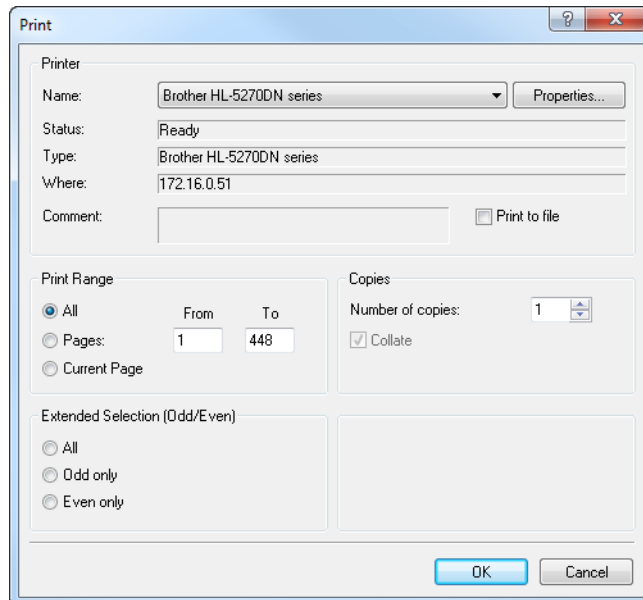 Print
Printer
Name: Brother HL-5270DN series Properties...
Status: Ready
Type: Brother HL-5270DN series
Where: 172.16.0.51
Comment: Print to file
Print Range
All From To
Pages: 1 448
Current Page
Copies
Number of copies: 1
Collate
Extended Selection (Odd/Even)
All
Odd only
Even only
OK Cancel